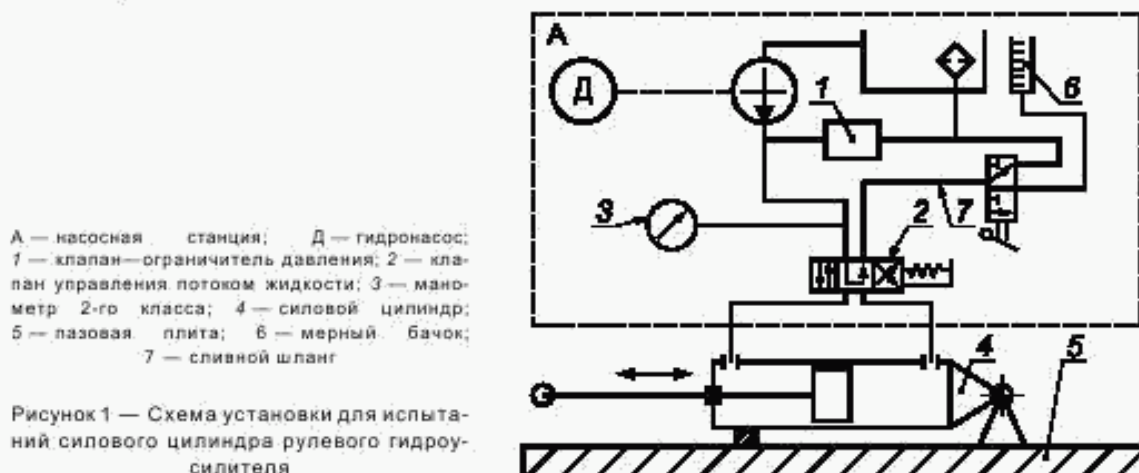 А — насосная станция; Д — гидронасос;
1 — клапан—ограничитель давления; 2 — кла-
пан управления потоком жидкости; 3 — мано-
метр 2-го класса; 4 — силовой цилиндр;
5 — пазовая плита; 6 — мерный бачок;
7 — сливной шланг
Рисунок 1 — Схема установки для испыта-
ний силового цилиндра рулевого гидроу-
силителя
А
Д
1
6
3
2
7
4
5